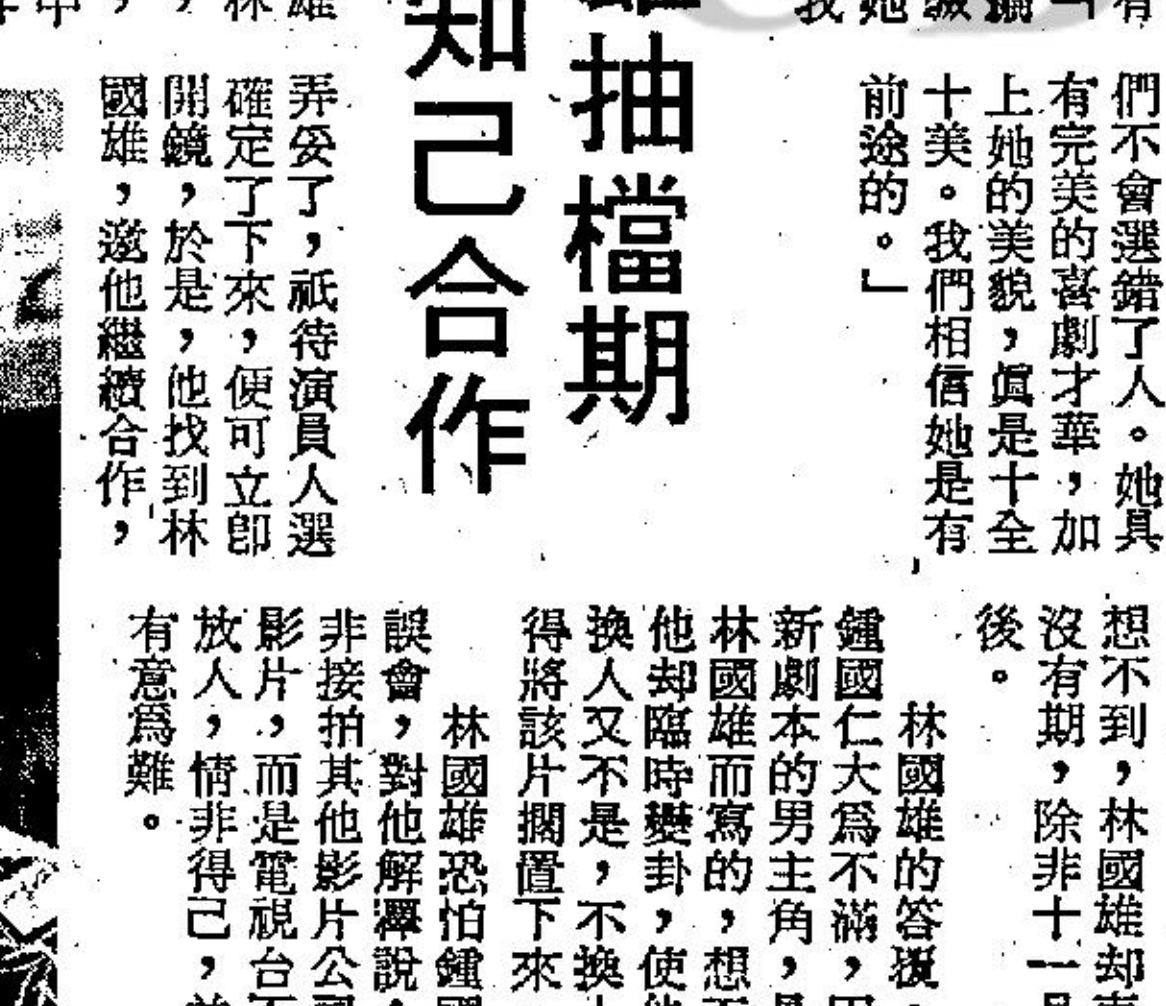 們不會選錯了人。她具
有完美的喜劇才華，加
上她的美貌，眞是十全
十美。我們相信她是有
前途的。」
抽檔期
知己合作
弄妥了，祇待演員人選
確定了下來，便可立即
開鏡，於是，他找到林
國雄，邀他繼續合作，
想不到，林國雄却
沒有期，除非十一
後。
林國雄的答覆，
鍾國仁大爲不滿，因
新劇本的男主角，是
林國雄而寫的，想不
他却臨時變卦，使他
換人又不是，不換
得將該片擱置下來
林國雄恐怕鍾國
誤會，對他解釋說，
非接拍其他影片公司
影片，而是電視台不
放人，情非得已，並
有意爲難。